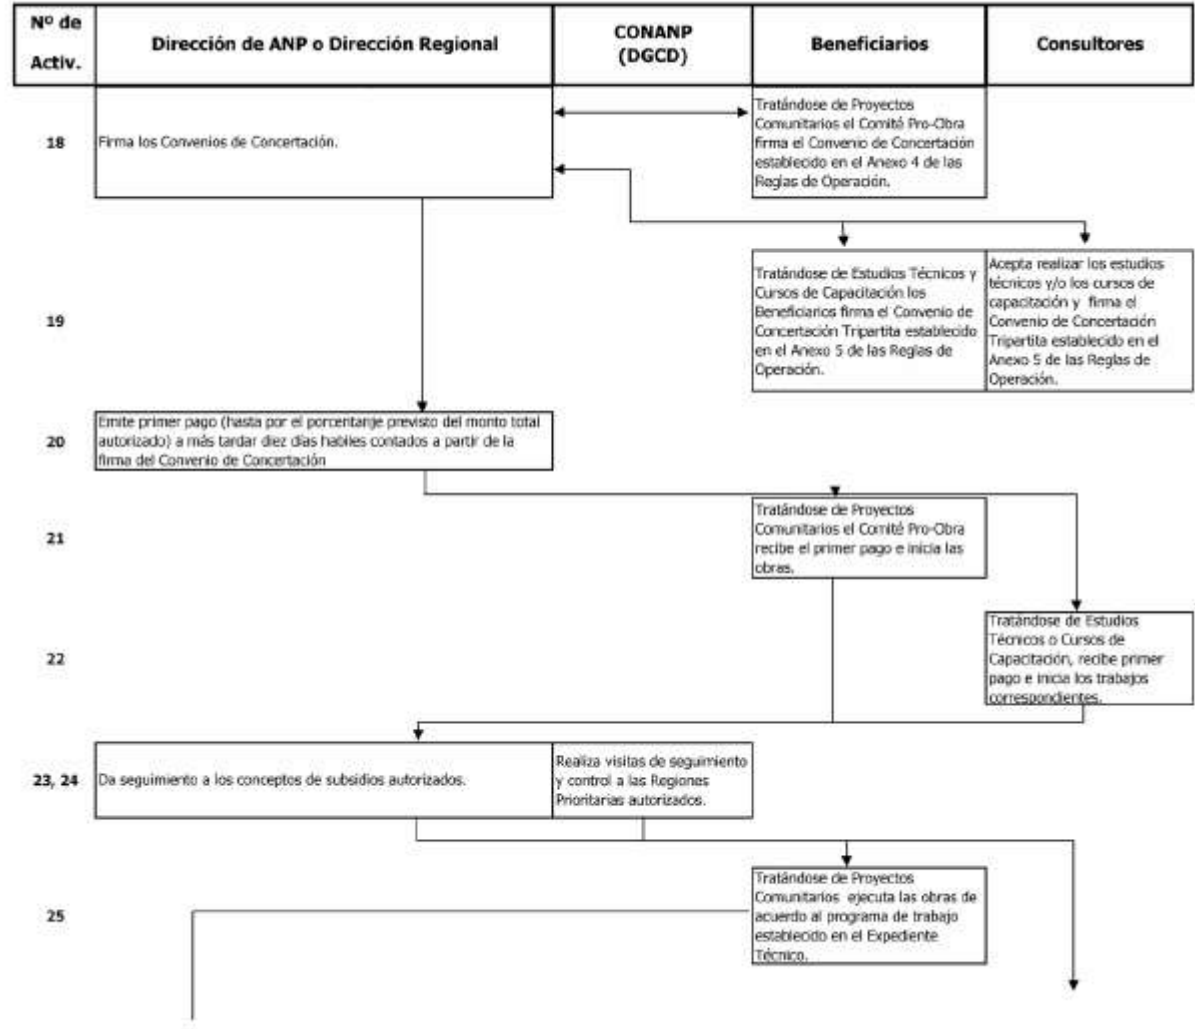 Nº de
Activ.
Dirección de ANP o Dirección Regional
CONANP
(DGCD)
Beneficiarios
Consultores
18
Firma los Convenios de Concertación.
Tratándose de Proyectos
Comunitarios el Comité Pro-Obra
firma el Convenio de Concertación
establecido en el Anexo 4 de las
Reglas de Operación.
19
Tratándose de Estudios Técnicos y
Cursos de Capacitación los
Beneficiarios firma el Convenio de
Concertación Tripartita establecido
en el Anexo 5 de las Reglas de
Operación.
Acepta realizar los estudios
técnicos y/o los cursos de
capacitación y firma el
Convenio de Concertación
Tripartita establecido en el
Anexo 5 de las Reglas de
Operación.
20
Emite primer pago (hasta por el porcentanje previsto del monto total
autorizado) a más tardar diez días habiles contados a partir de la
firma del Convenio de Concertación
21
Tratándose de Proyectos
Comunitarios el Comité Pro-Obra
recibe el primer pago e inicia las
obras.
22
Tratándose de Estudios
Técnicos o Cursos de
Capacitación, recibe primer
pago e inicia los trabajos
correspondientes.
23, 24
Da seguimiento a los conceptos de subsidios autorizados.
Realiza visitas de seguimiento
y control a las Regiones
Prioritarias autorizados.
25
Tratándose de Proyectos
Comunitarios ejecuta las obras de
acuerdo al programa de trabajo
establecido en el Expediente
Técnico.